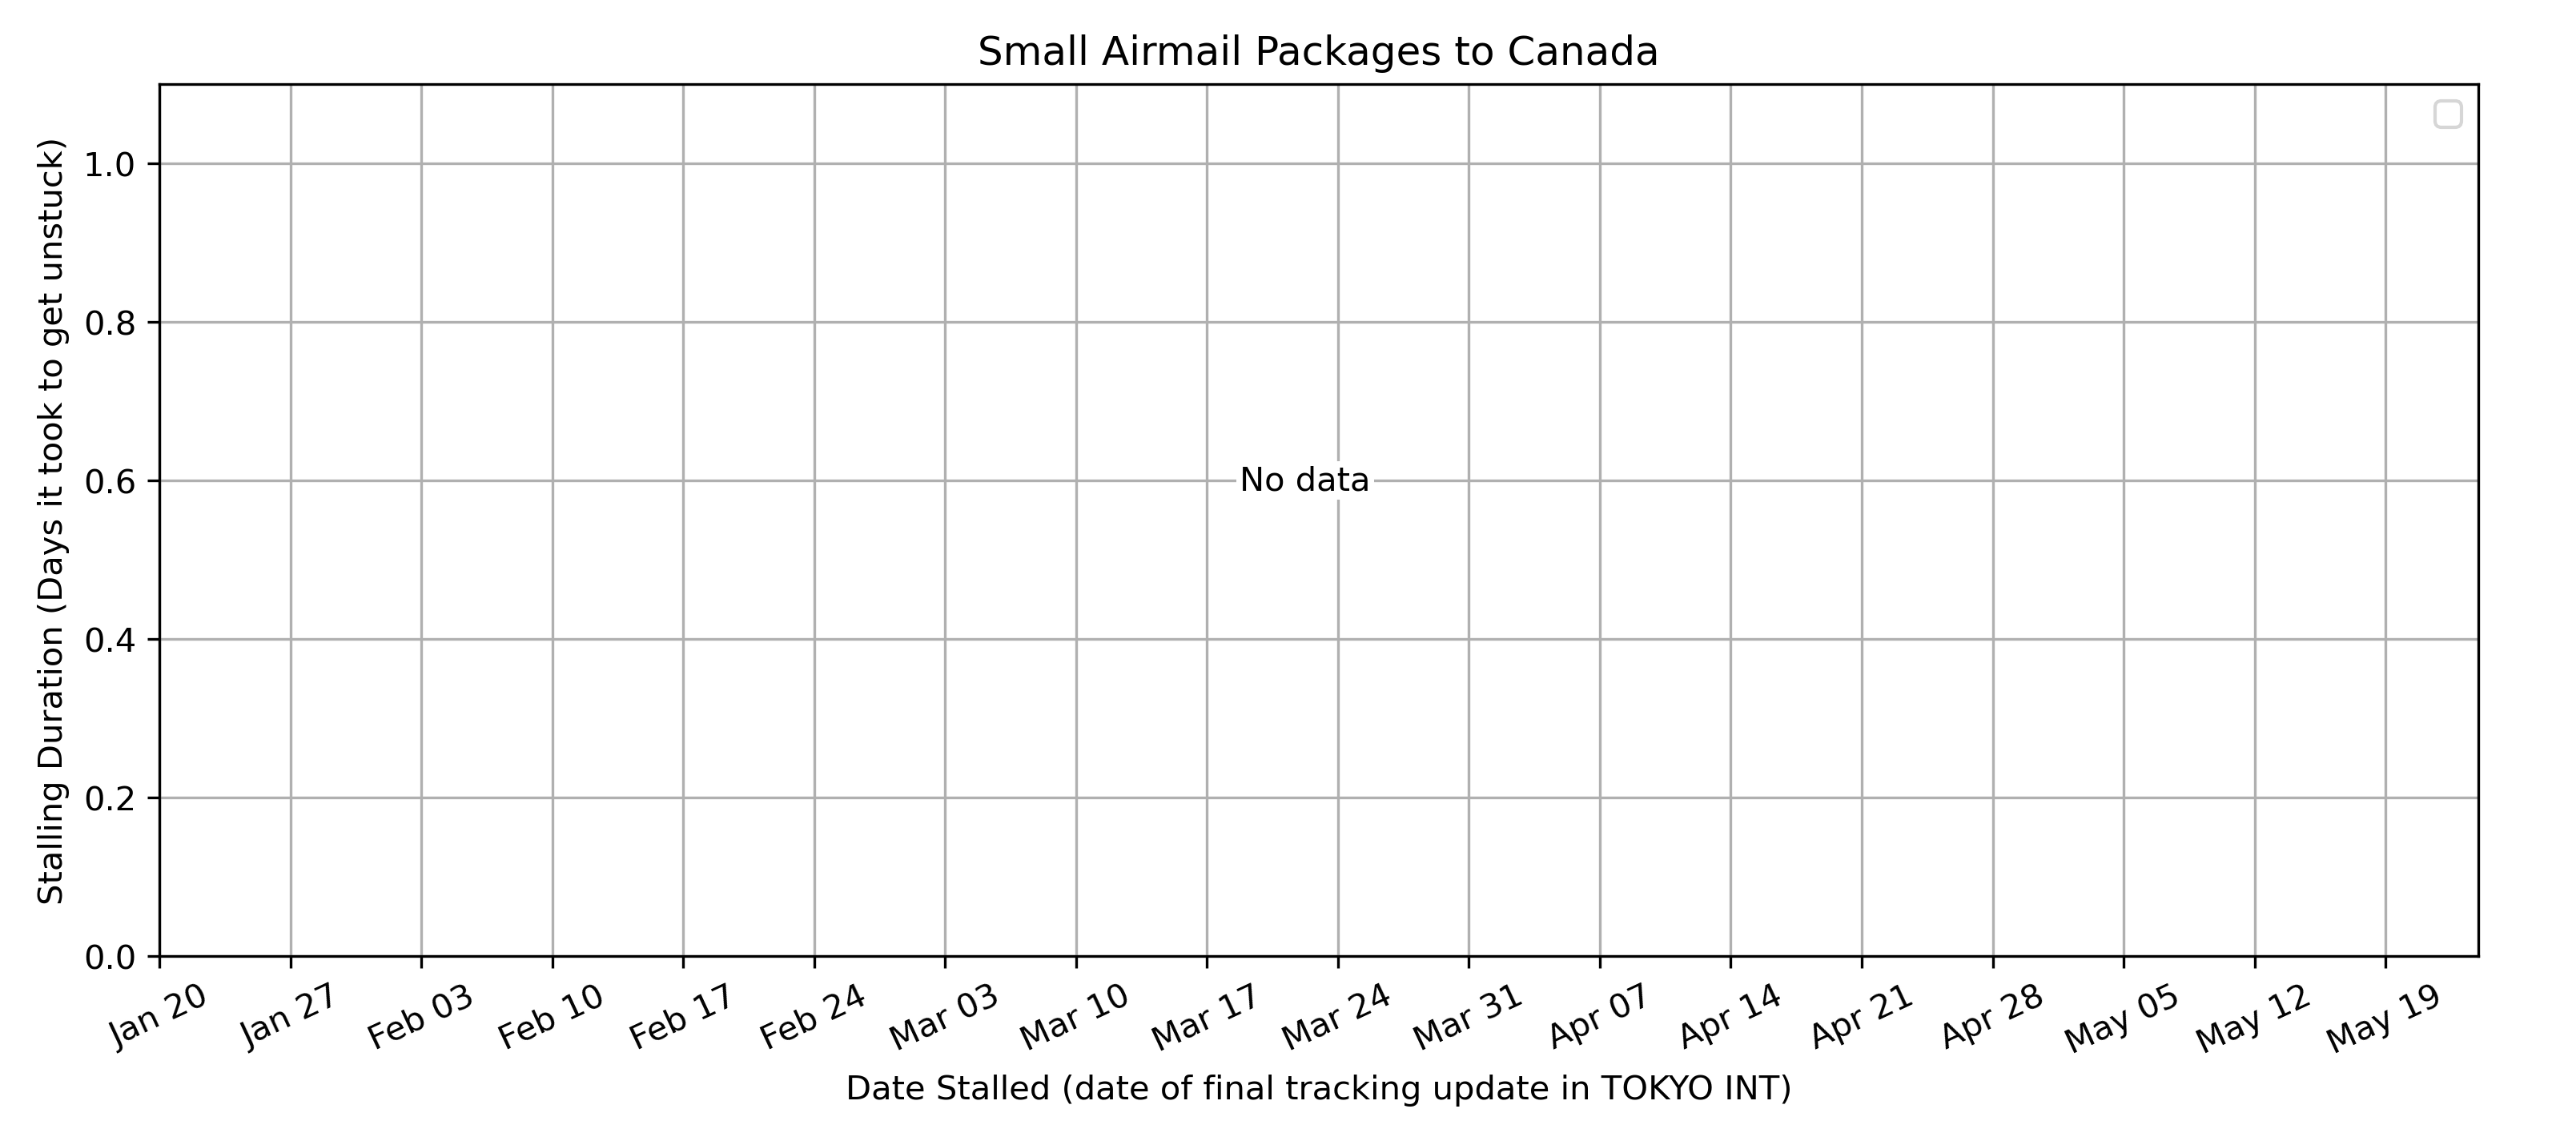 Small Airmail Packages to Canada
Stalling Duration (Days it took to get unstuck)
1.0
0.8
0.6
0.4
0.2
0.0
No data
Jan 20
Jan 27
Feb 03
Feb 10
Feb 17
Feb 24
Mar 03
Mar 10
Mar 17
Mar 24
Mar 31
Apr 07
Apr 14
Apr 21
Apr 28
May 05
May 12
May 19
Date Stalled (date of final tracking update in TOKYO INT)